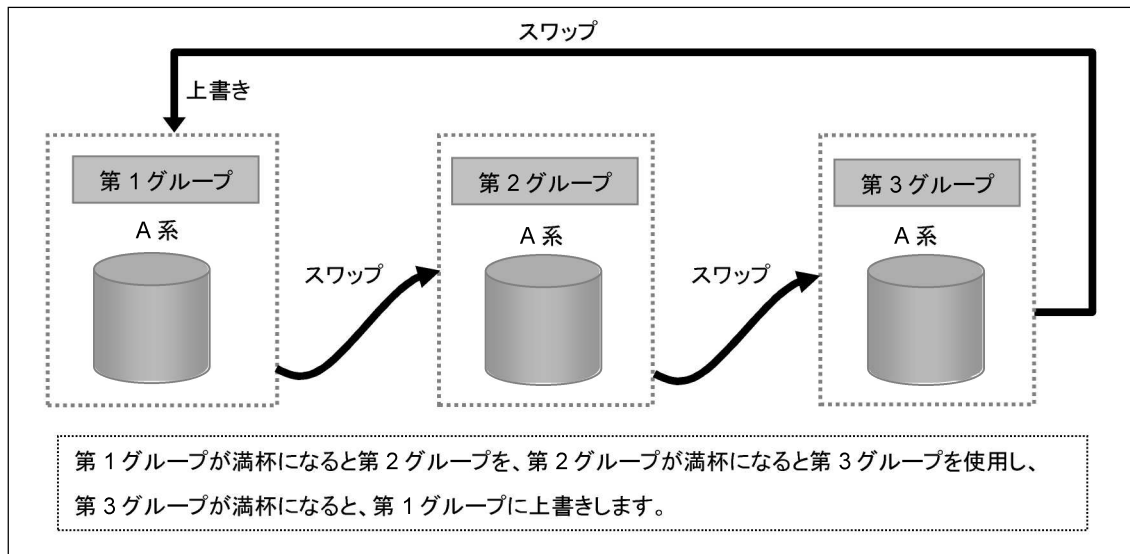 スワップ
上書き
第 1 グループ
第 2 グループ
第 3 グループ
A 系
A 系
A 系
スワップ
スワップ
第 1 グループが満杯になると第 2 グループを、第 2 グループが満杯になると第 3 グループを使用し、
第 3 グループが満杯になると、第 1 グループに上書きします。